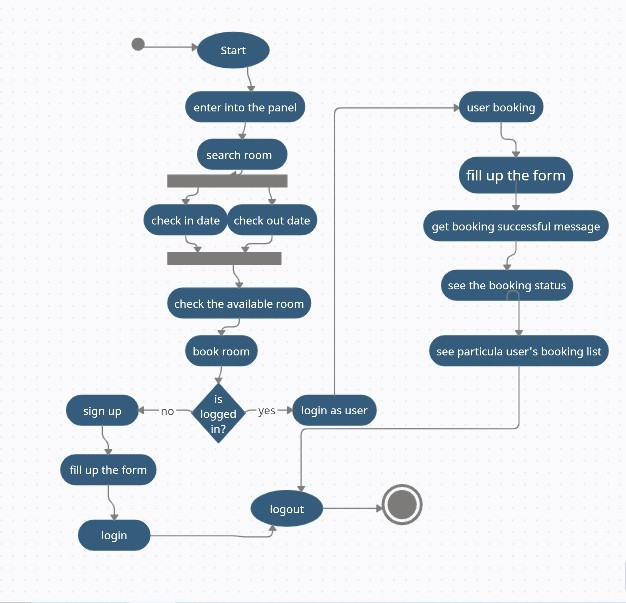 Start
enter into the panel
search room
check in date
check out date
check the available room
book room
is
logged
in?
no
yes
sign up
fill up the form
login
login as user
user booking
fill up the form
get booking successful message
see the booking status
see particula user's booking list
logout